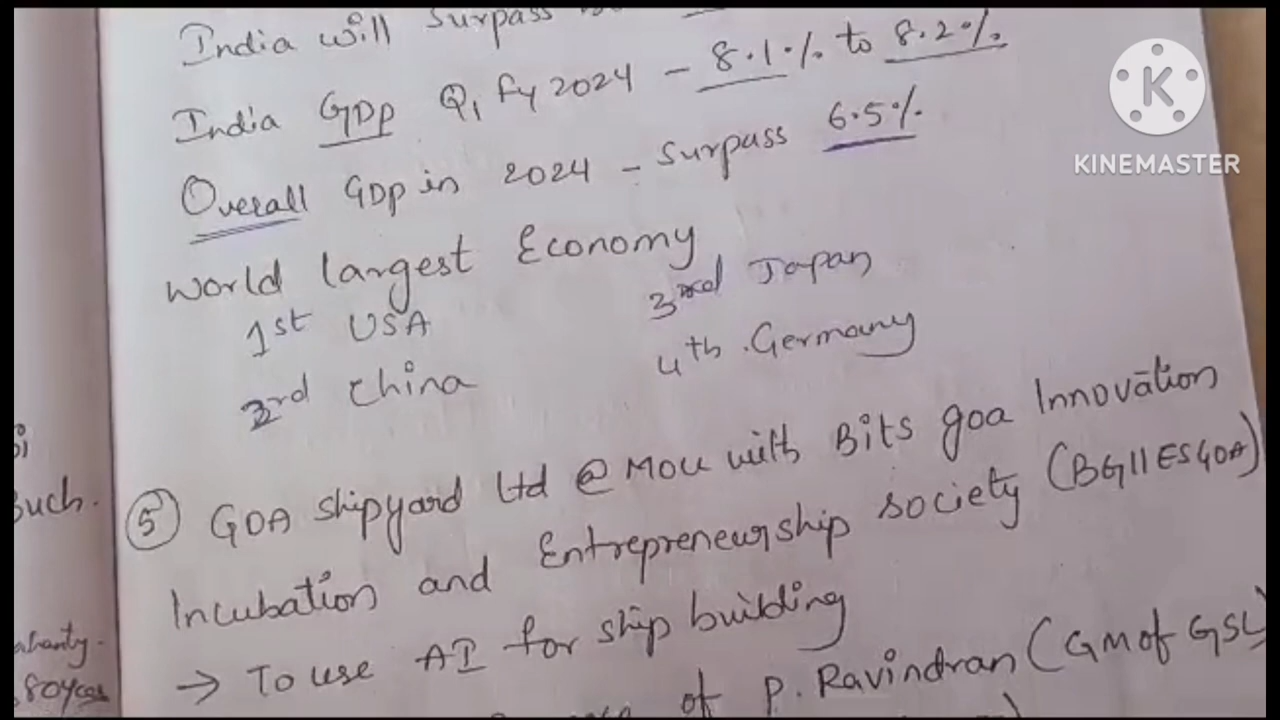 India will surpass
India GDP Q1 fy 2024 - 8.1% to 8.2%
Overall GDP in 2024 - surpass 6.5%
World largest Economy
1st USA
3rd Japan
2rd China
4th Germany
5 GOA shipyard Ltd @ MOU with Bits goa Innovation
Incubation and Entrepreneurship society (BGIIESGOA)
→ To use AI for ship building
of P. Ravindran (GM of GSL)
such.
80yces
K
KINEMASTER